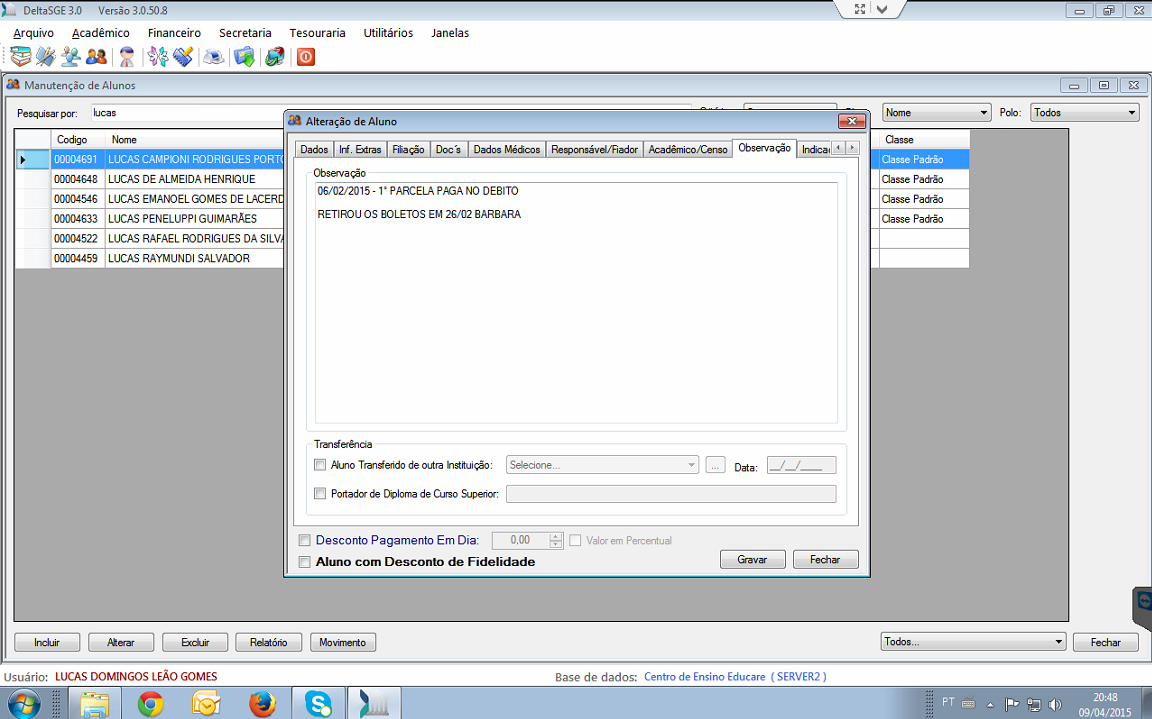 DeltaSGE 3.0 Versão 3.0.50.8
Arquivo Acadêmico Financeiro Secretaria Tesouraria Utilitários Janelas
Manutenção de Alunos
Pesquisar por: lucas Nome Polo: Todos
Codigo Nome Classe
00004691 LUCAS CAMPIONI RODRIGUES PORTO Classe Padrão
00004648 LUCAS DE ALMEIDA HENRIQUE Classe Padrão
00004546 LUCAS EMANOEL GOMES DE LACERD Classe Padrão
00004633 LUCAS PENELUPPI GUIMARÃES Classe Padrão
00004522 LUCAS RAFAEL RODRIGUES DA SILVA
00004459 LUCAS RAYMUNDI SALVADOR
Alteração de Aluno
Dados Inf. Extras Filiação Doc´s Dados Médicos Responsável/Fiador Acadêmico/Censo Observação Indica
Observação
06/02/2015 - 1ª PARCELA PAGA NO DEBITO
RETIROU OS BOLETOS EM 26/02 BARBARA
Transferência
Aluno Transferido de outra Instituição: Selecione... ... Data: __/__/____
Portador de Diploma de Curso Superior:
Desconto Pagamento Em Dia: 0,00 Valor em Percentual
Aluno com Desconto de Fidelidade
Gravar Fechar
Incluir Alterar Excluir Relatório Movimento Todos... Fechar
Usuário: LUCAS DOMINGOS LEÃO GOMES Base de dados: Centro de Ensino Educare ( SERVER2 )
PT 20:48
09/04/2015